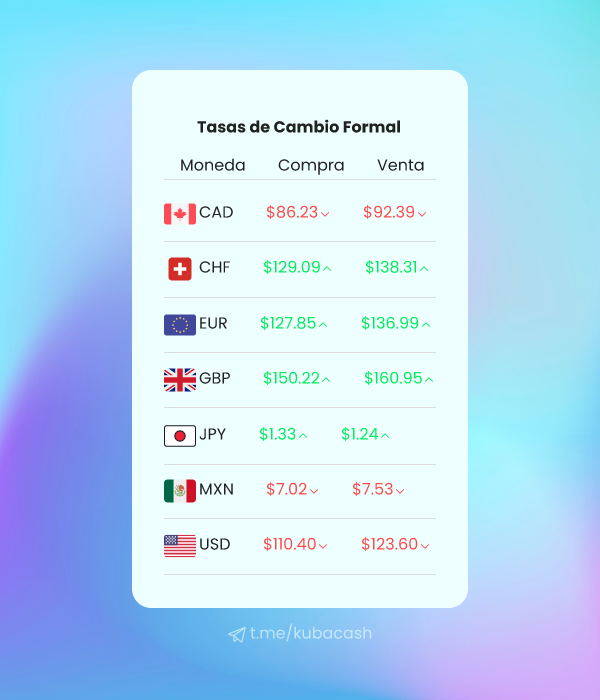 Tasas de Cambio Formal
Moneda Compra Venta
CAD $86.23 $92.39
CHF $129.09 $138.31
EUR $127.85 $136.99
GBP $150.22 $160.95
JPY $1.33 $1.24
MXN $7.02 $7.53
USD $110.40 $123.60
t.me/kubacash